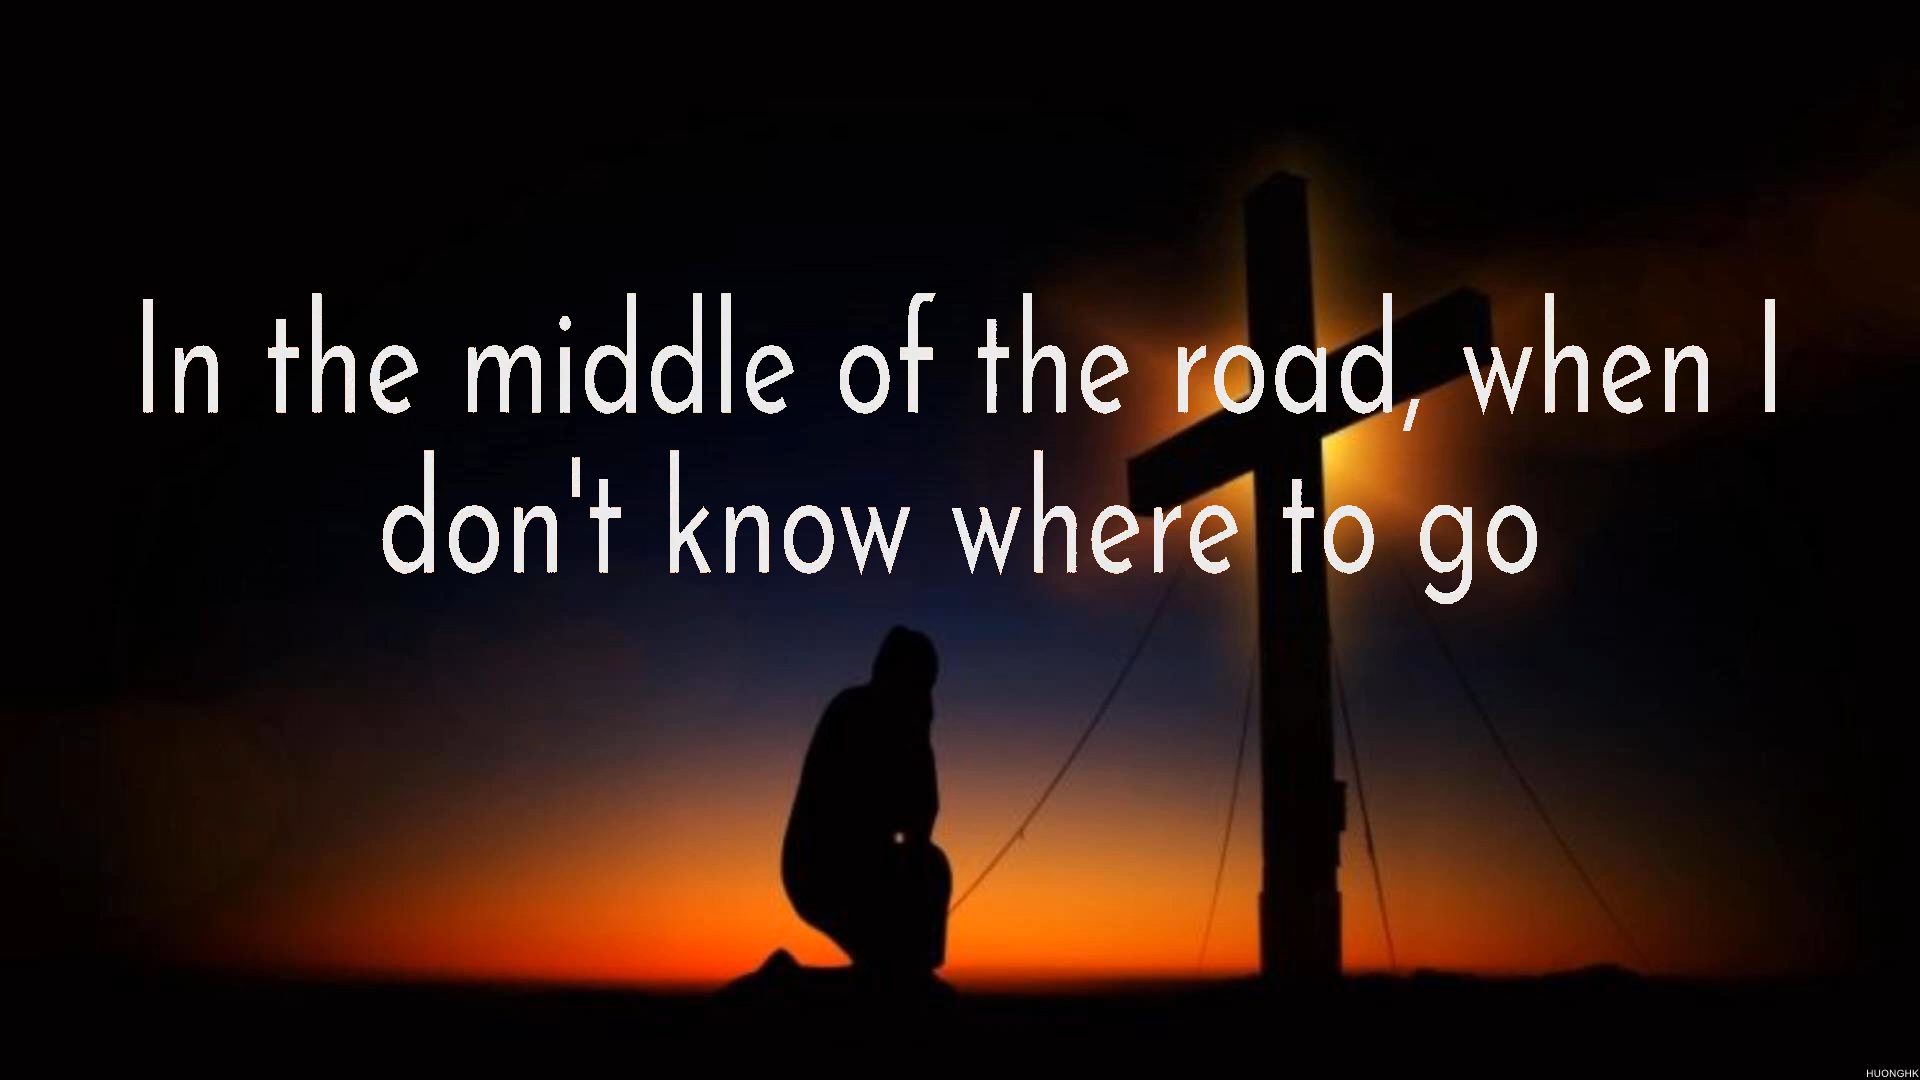 In the middle of the road, when I
don't know where to go
HUONGHK